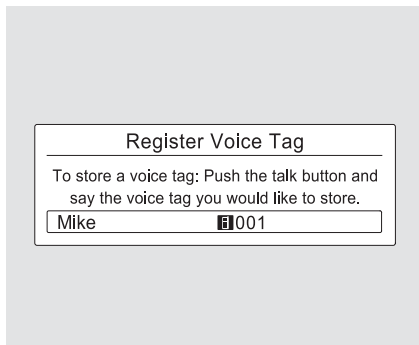 Register Voice Tag
To store a voice tag: Push the talk button and
say the voice tag you would like to store.
Mike 001